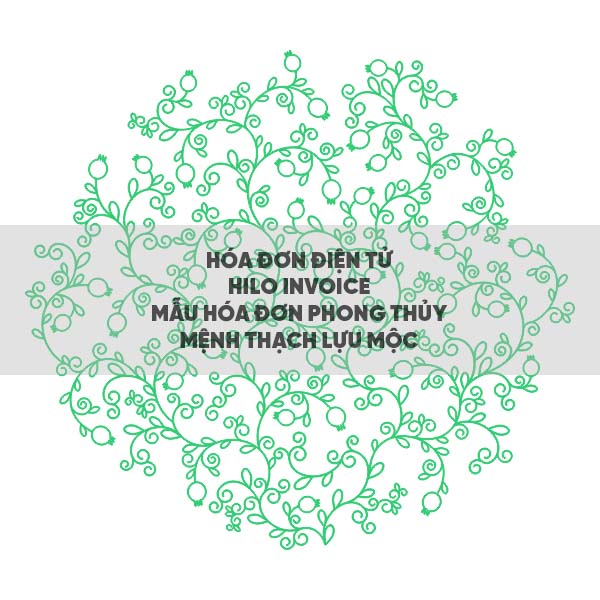 HÓA ĐƠN ĐIỆN TỬ
HILO INVOICE
MẪU HÓA ĐƠN PHONG THỦY
MỆNH THẠCH LỰU MỘC